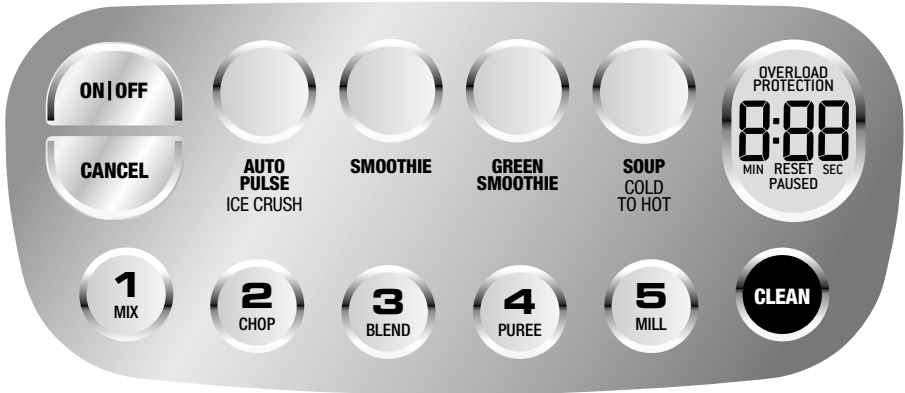 ON|OFF
CANCEL
AUTO
PULSE
ICE CRUSH
SMOOTHIE
GREEN
SMOOTHIE
SOUP
COLD
TO HOT
OVERLOAD
PROTECTION
8:88
MIN RESET SEC
PAUSED
1
MIX
2
CHOP
3
BLEND
4
PUREE
5
MILL
CLEAN